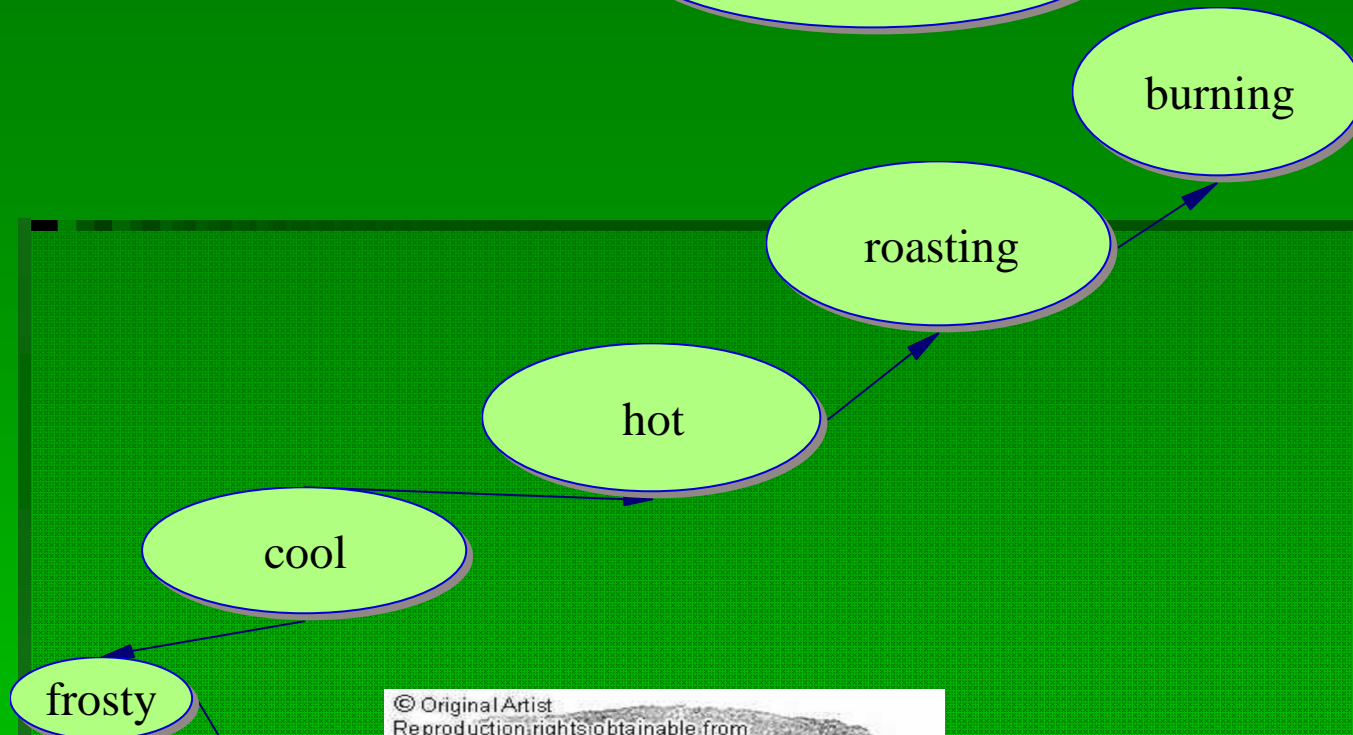 burning
roasting
hot
cool
frosty
© Original Artist
Reproduction rights obtainable from